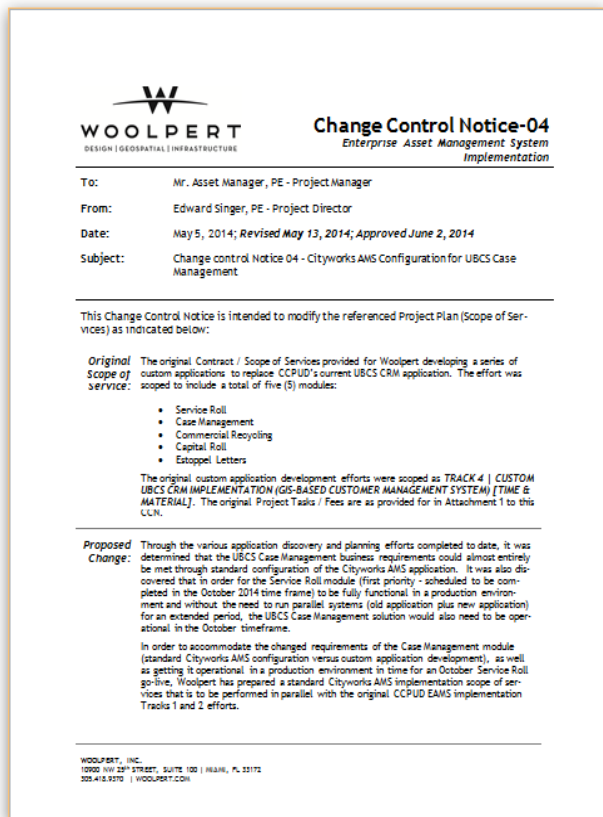 WOOLPERT
DESIGN | GEOSPATIAL | INFRASTRUCTURE
Change Control Notice-04
Enterprise Asset Management System
Implementation
To: Mr. Asset Manager, PE - Project Manager
From: Edward Singer, PE - Project Director
Date: May 5, 2014; Revised May 13, 2014; Approved June 2, 2014
Subject: Change control Notice 04 - Cityworks AMS Configuration for UBCS Case
Management
This Change Control Notice is intended to modify the referenced Project Plan (Scope of Ser-
vices) as indicated below:
Original Scope of service:
The original Contract / Scope of Services provided for Woolpert developing a series of
custom applications to replace CCPUD's current UBCS CRM application. The effort was
scoped to include a total of five (5) modules:
• Service Roll
• Case Management
• Commercial Recycling
• Capital Roll
• Estoppel Letters
The original custom application development efforts were scoped as TRACK 4 | CUSTOM
UBCS CRM IMPLEMENTATION (GIS-BASED CUSTOMER MANAGEMENT SYSTEM) [TIME &
MATERIAL]. The original Project Tasks / Fees are as provided for in Attachment 1 to this
CCN.
Proposed Change:
Through the various application discovery and planning efforts completed to date, it was
determined that the UBCS Case Management business requirements could almost entirely
be met through standard configuration of the Cityworks AMS application. It was also dis-
covered that in order for the Service Roll module (first priority - scheduled to be com-
pleted in the October 2014 time frame) to be fully functional in a production environ-
ment and without the need to run parallel systems (old application plus new application)
for an extended period, the UBCS Case Management solution would also need to be oper-
ational in the October timeframe.
In order to accommodate the changed requirements of the Case Management module
(standard Cityworks AMS configuration versus custom application development), as well
as getting it operational in a production environment in time for an October Service Roll
go-live, Woolpert has prepared a standard Cityworks AMS implementation scope of ser-
vices that is to be performed in parallel with the original CCPUD EAMS implementation
Tracks 1 and 2 efforts.
WOOLPERT, INC.
10900 NW 25th STREET, SUITE 100 | MIAMI, FL 33172
305.418.9370 | WOOLPERT.COM